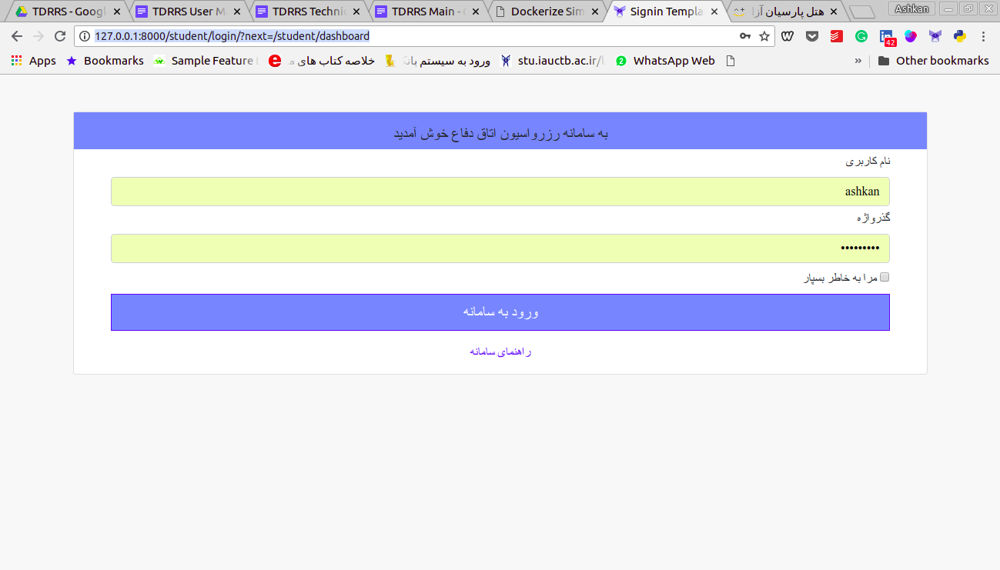 TDRRS - Googl
TDRRS User M
TDRRS Technic
TDRRS Main -
Dockerize Sim
Signin Templa
هتل پارسیان آزا
Ashkan
127.0.0.1:8000/student/login/?next=/student/dashboard
42
Apps
Bookmarks
Sample Feature
خلاصه کتاب های
ورود به سیستم بانک
stu.iauctb.ac.ir/
2
WhatsApp Web
»
Other bookmarks
به سامانه رزرواسیون اتاق دفاع خوش آمدید
نام کاربری
ashkan
گذرواژه
•••••••••
مرا به خاطر بسپار
ورود به سامانه
راهنمای سامانه